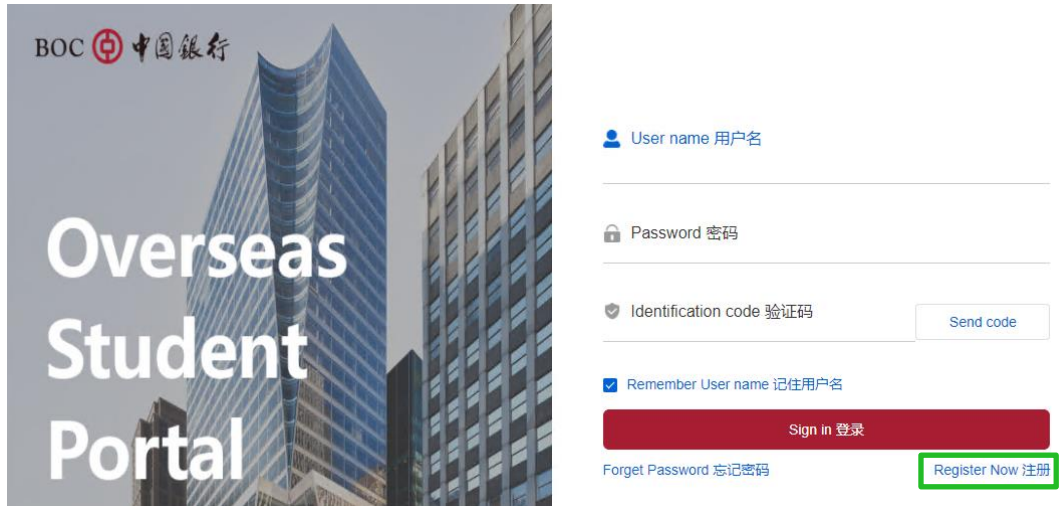 BOC 中国銀行
Overseas
Student
Portal
User name 用户名
Password 密码
Identification code 验证码
Send code
Remember User name 记住用户名
Sign in 登录
Forget Password 忘记密码
Register Now 注册